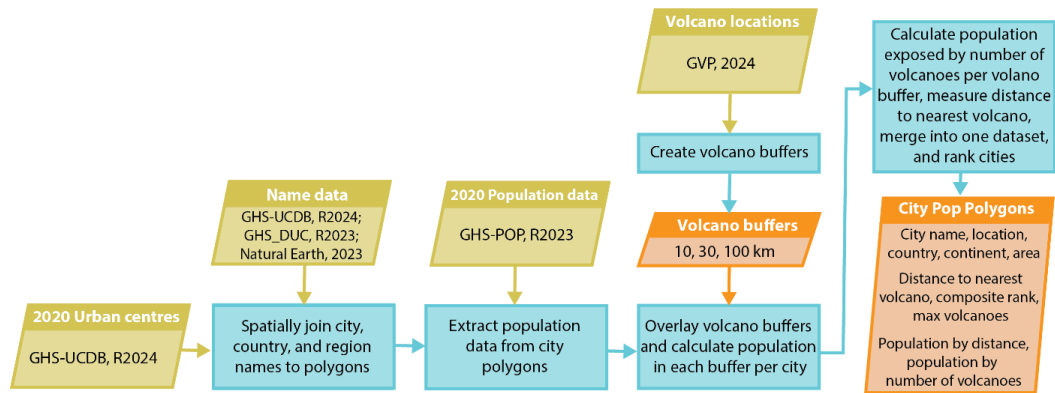 Volcano locations
GVP, 2024
Create volcano buffers
Volcano buffers
10, 30, 100 km
Name data
GHS-UCDB, R2024;
GHS_DUC, R2023;
Natural Earth, 2023
2020 Population data
GHS-POP, R2023
2020 Urban centres
GHS-UCDB, R2024
Spatially join city,
country, and region
names to polygons
Extract population
data from city
polygons
Overlay volcano buffers
and calculate population
in each buffer per city
Calculate population
exposed by number of
volcanoes per volano
buffer, measure distance
to nearest volcano,
merge into one dataset,
and rank cities
City Pop Polygons
City name, location,
country, continent, area
Distance to nearest
volcano, composite rank,
max volcanoes
Population by distance,
population by
number of volcanoes